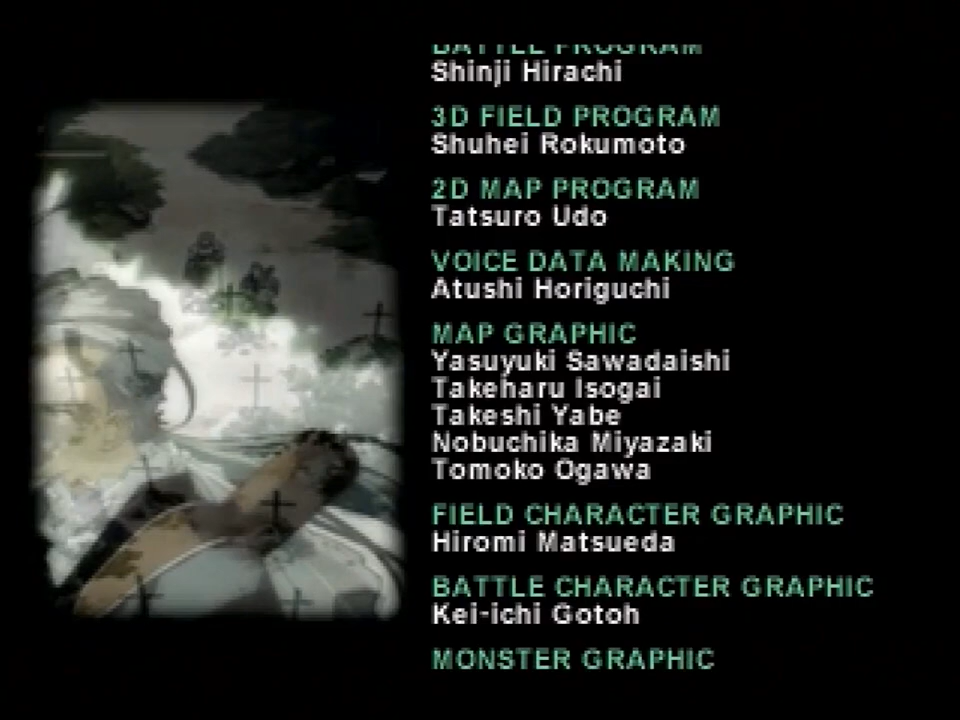 BATTLE PROGRAM
Shinji Hirachi
3D FIELD PROGRAM
Shuhei Rokumoto
2D MAP PROGRAM
Tatsuro Udo
VOICE DATA MAKING
Atushi Horiguchi
MAP GRAPHIC
Yasuyuki Sawadaishi
Takeharu Isogai
Takeshi Yabe
Nobuchika Miyazaki
Tomoko Ogawa
FIELD CHARACTER GRAPHIC
Hiromi Matsueda
BATTLE CHARACTER GRAPHIC
Kei-ichi Gotoh
MONSTER GRAPHIC